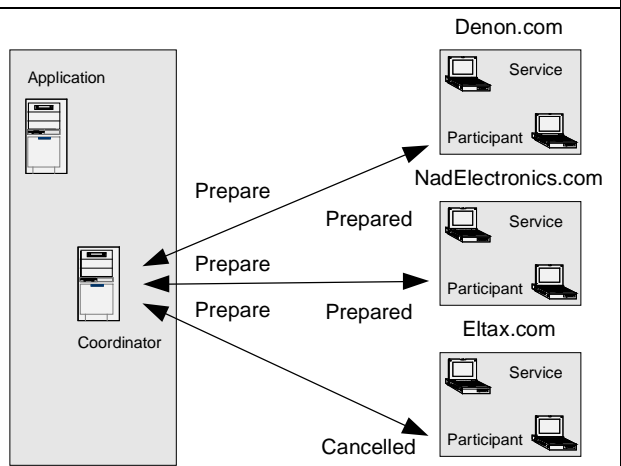 Denon.com
Application
Service
Participant
Prepare
NadElectronics.com
Prepared
Service
Prepare
Participant
Prepare
Prepared
Coordinator
Eltax.com
Service
Cancelled
Participant